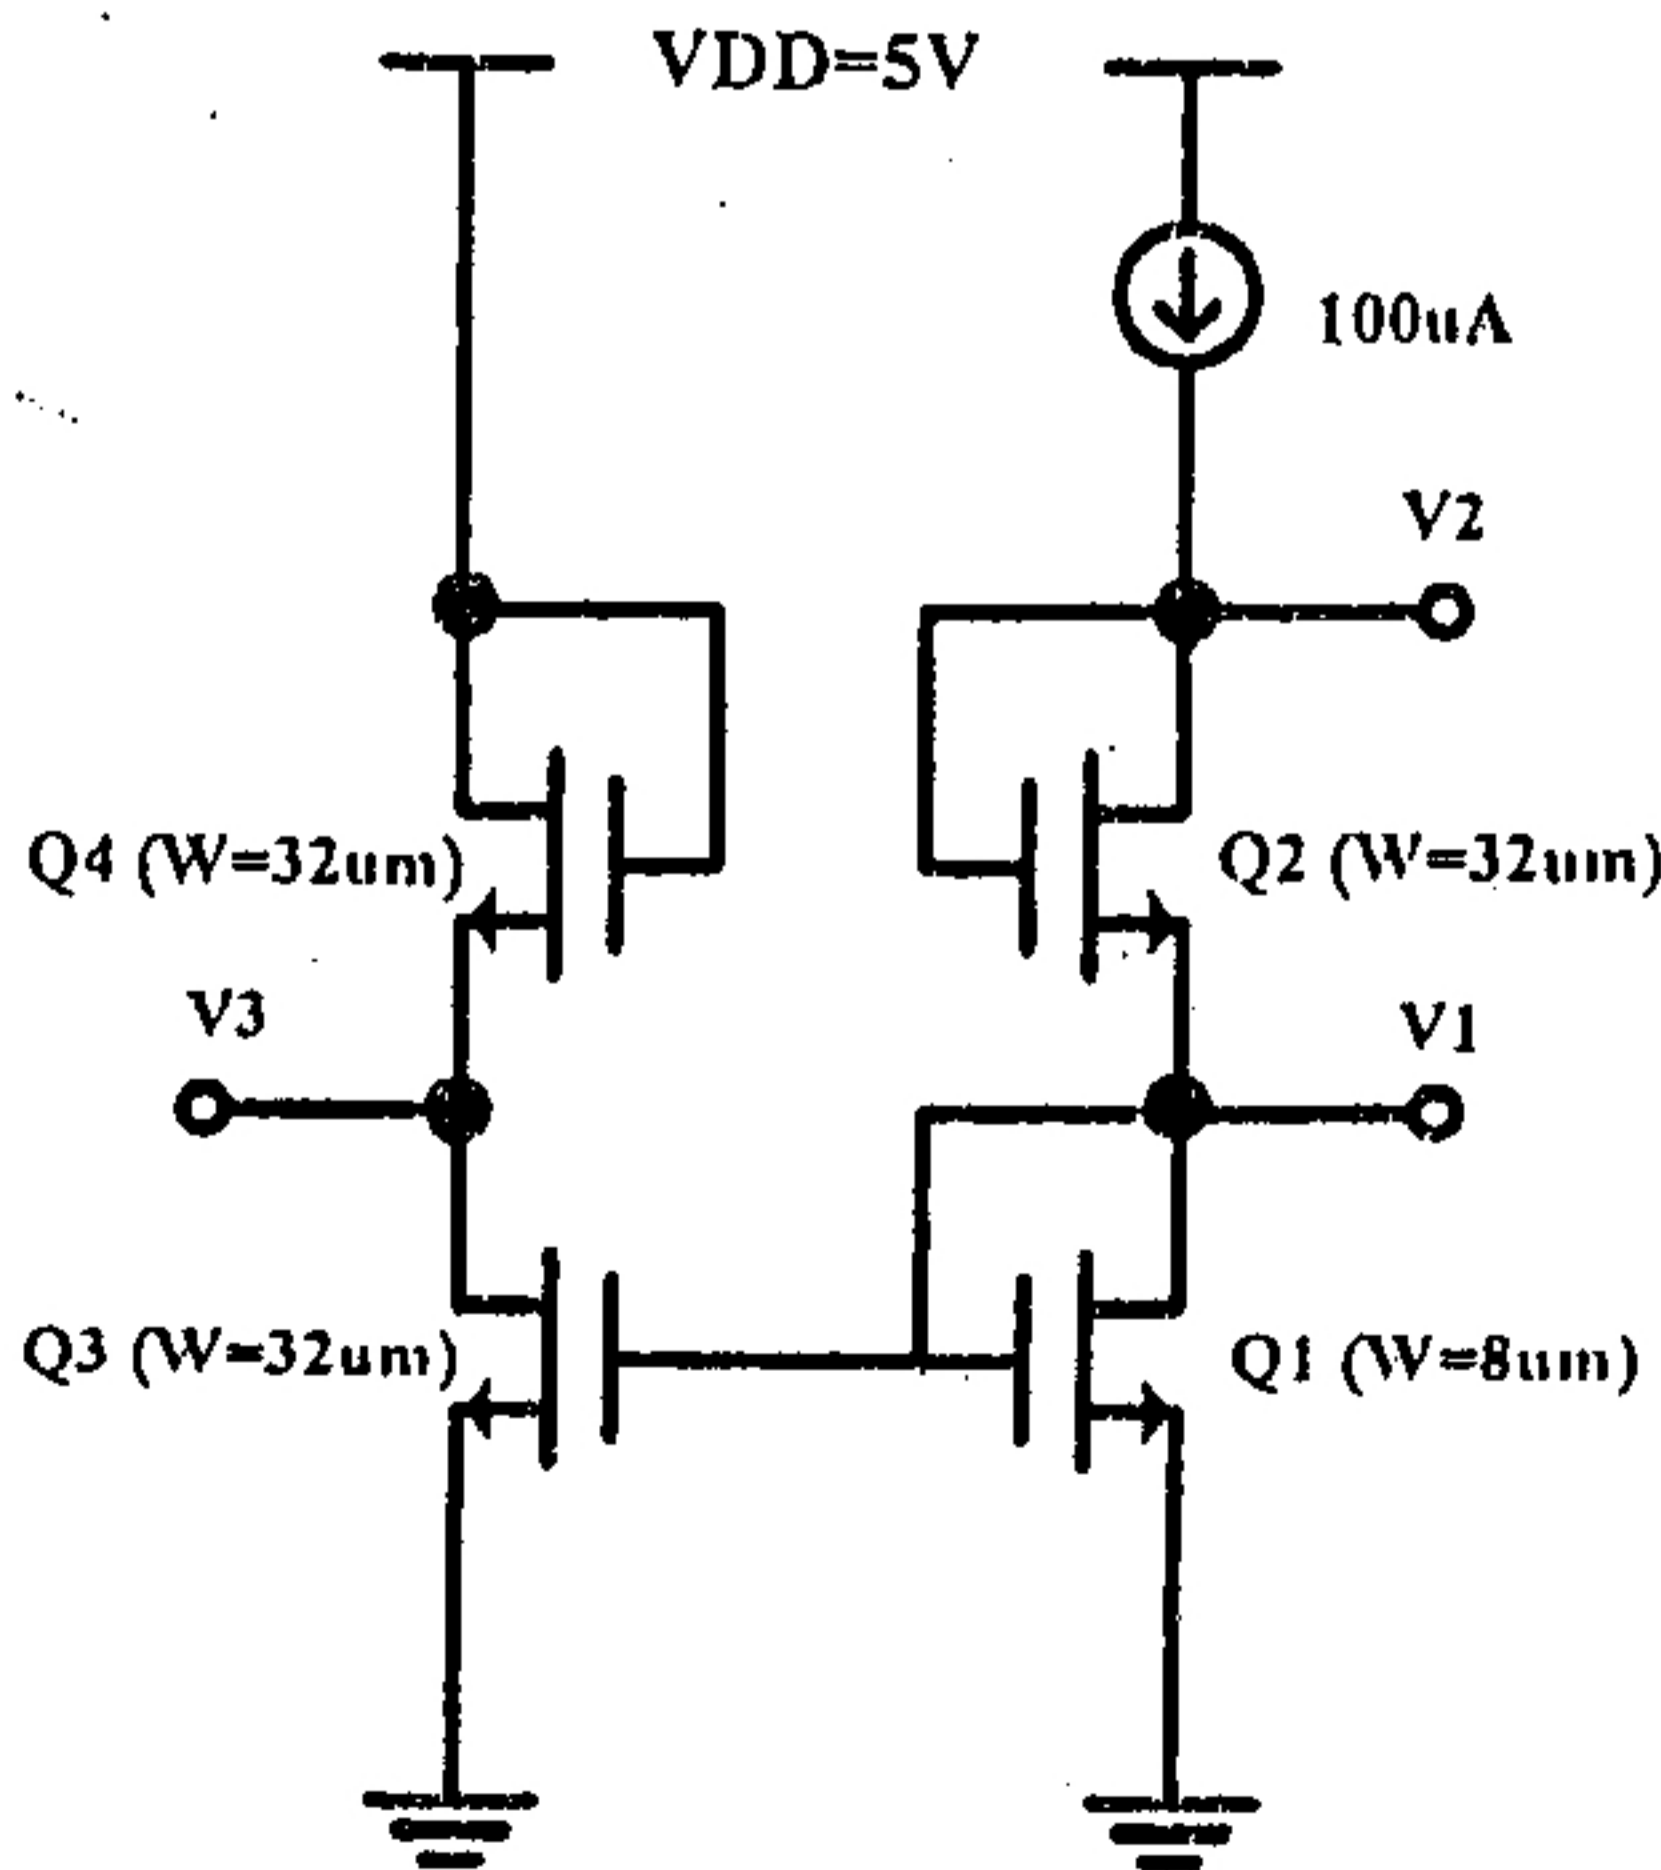 VDD=5V
100uA
V2
Q4 (W=32um)
Q2 (W=32um)
V3
V1
Q3 (W=32um)
Q1 (W=8um)